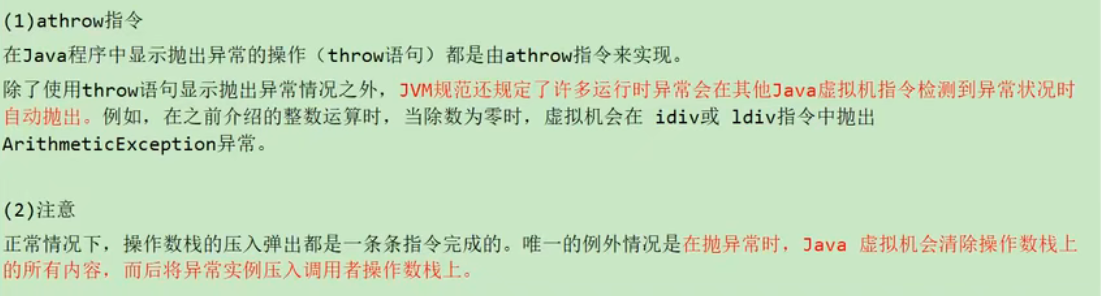 (1)athrow指令
在Java程序中显示抛出异常的操作（throw语句）都是由athrow指令来实现。
除了使用throw语句显示抛出异常情况之外，JVM规范还规定了许多运行时异常会在其他Java虚拟机指令检测到异常状况时
自动抛出。例如，在之前介绍的整数运算时，当除数为零时，虚拟机会在 idiv或 ldiv指令中抛出
ArithmeticException异常。
(2)注意
正常情况下，操作数栈的压入弹出都是一条条指令完成的。唯一的例外情况是在抛异常时，Java 虚拟机会清除操作数栈上
的所有内容，而后将异常实例压入调用者操作数栈上。